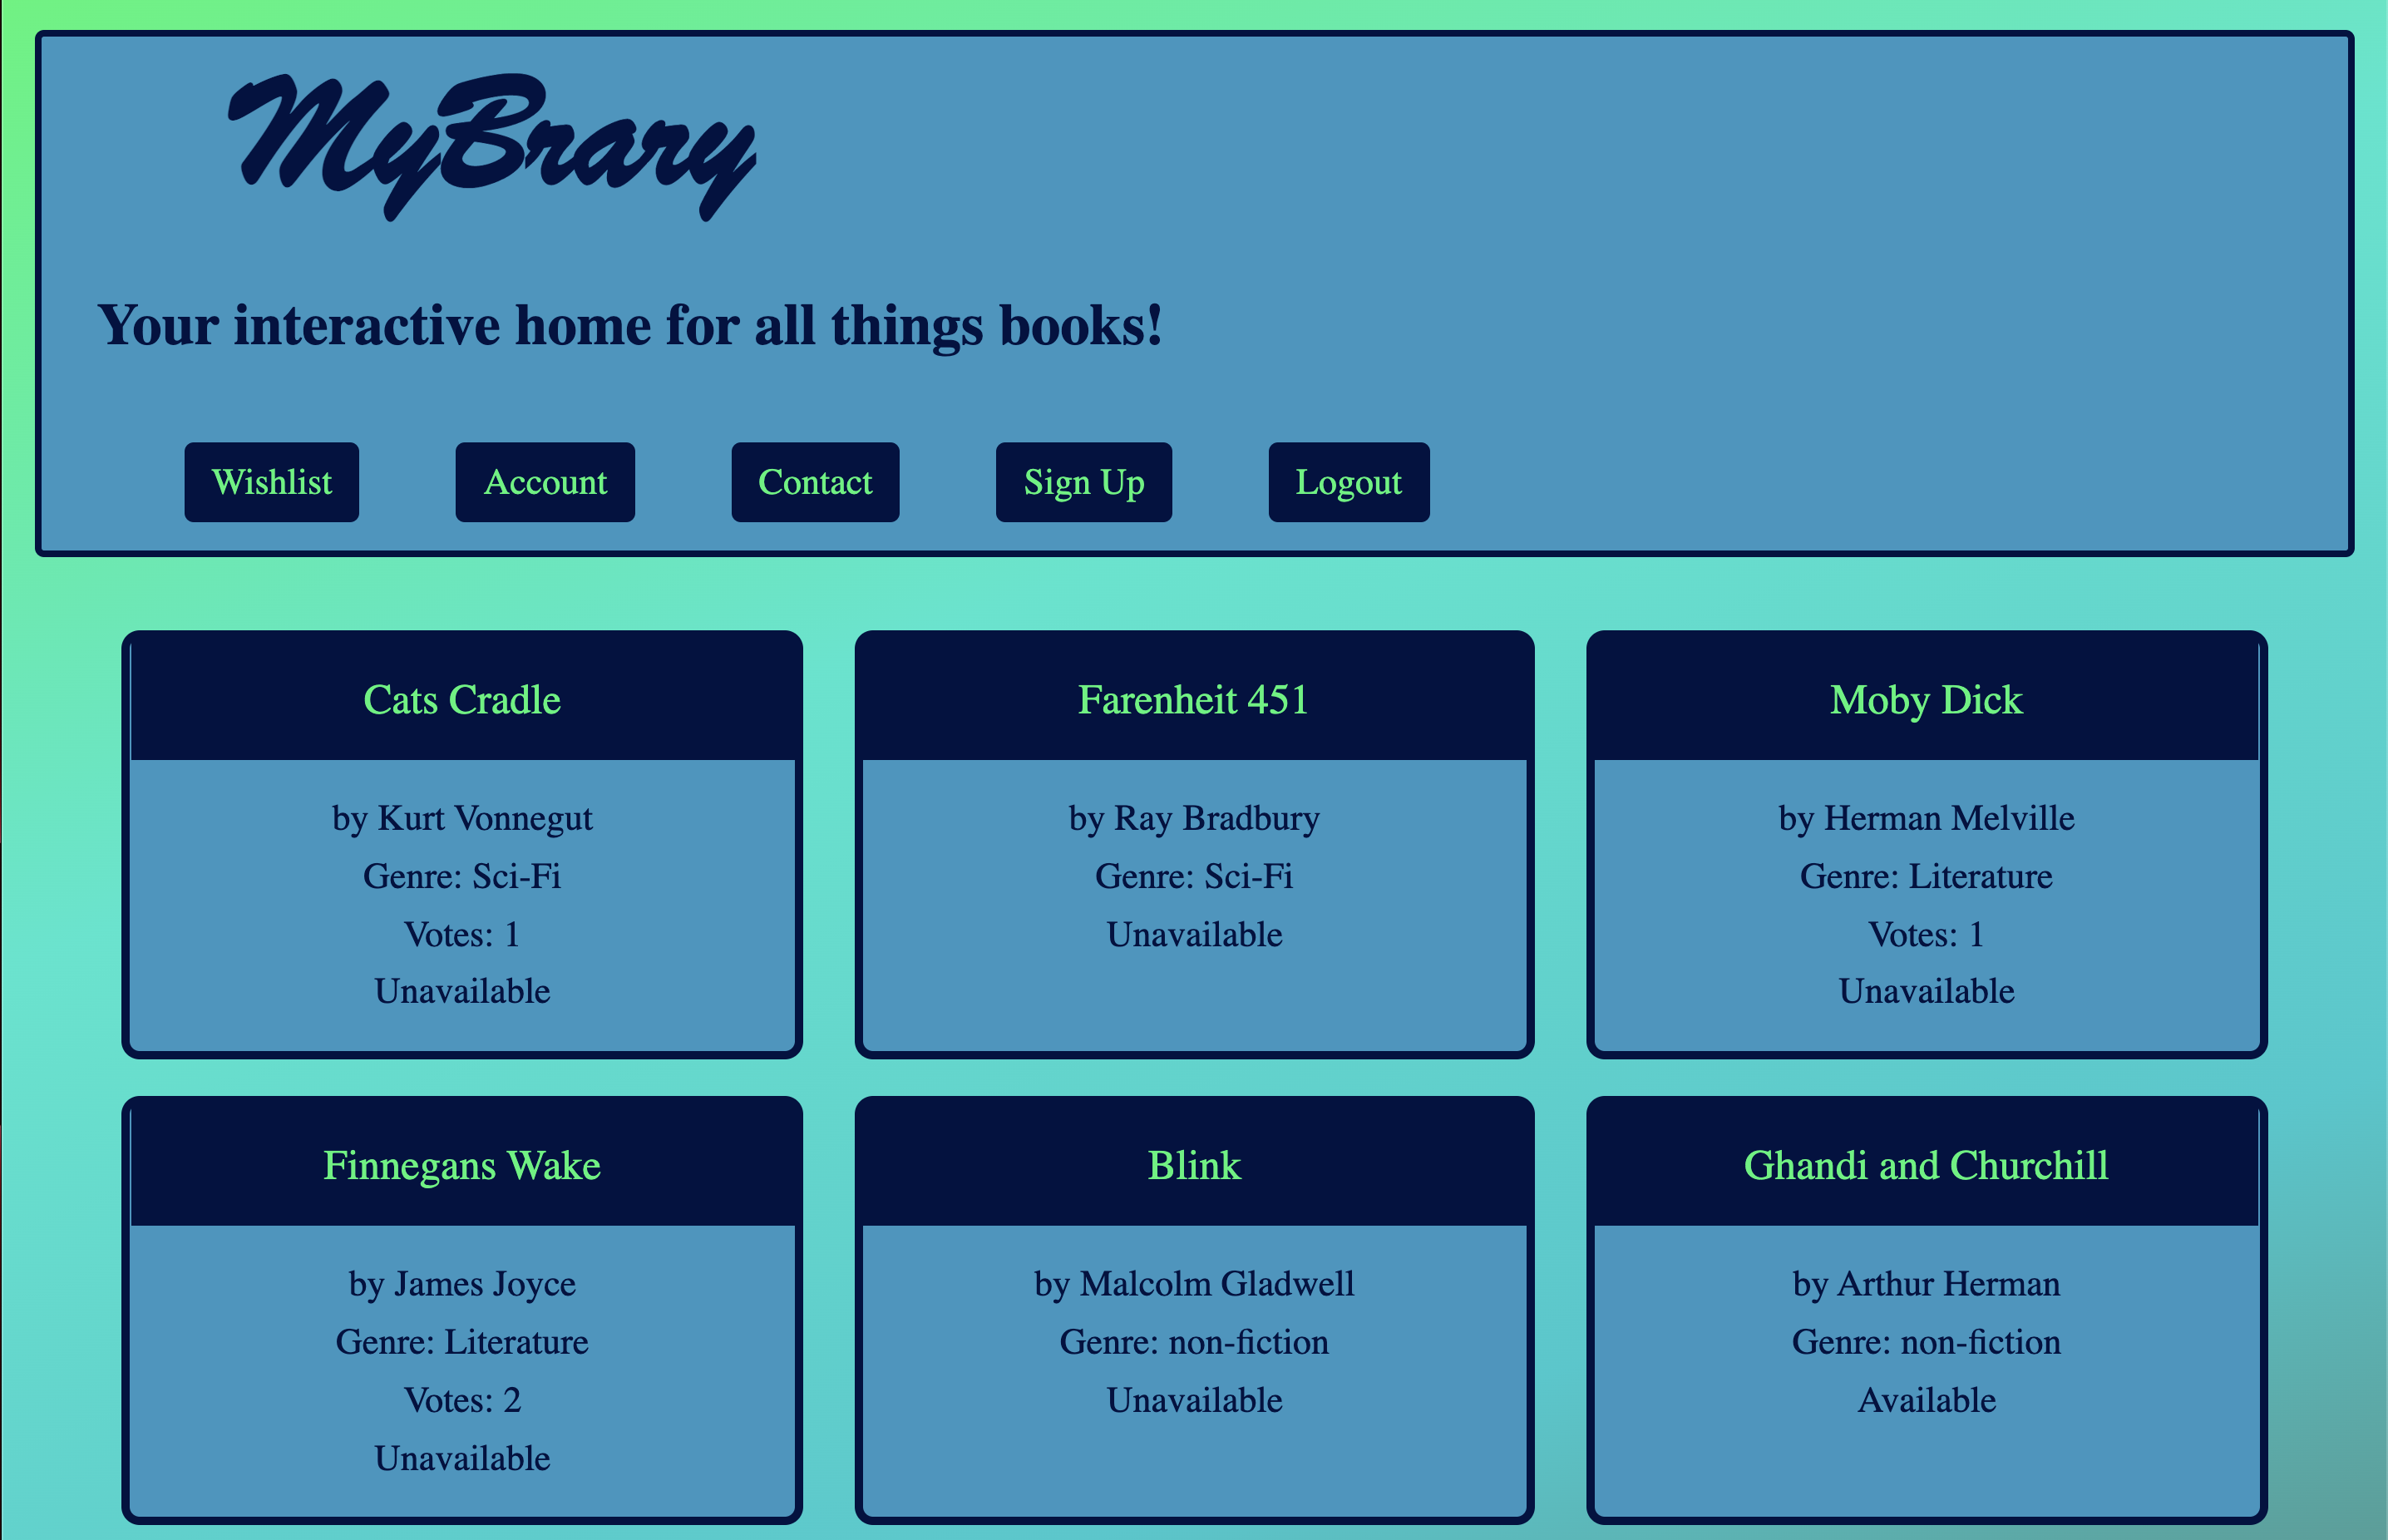 MyBrary
Your interactive home for all things books!
Wishlist Account Contact Sign Up Logout
Cats Cradle
by Kurt Vonnegut
Genre: Sci-Fi
Votes: 1
Unavailable
Farenheit 451
by Ray Bradbury
Genre: Sci-Fi
Unavailable
Moby Dick
by Herman Melville
Genre: Literature
Votes: 1
Unavailable
Finnegans Wake
by James Joyce
Genre: Literature
Votes: 2
Unavailable
Blink
by Malcolm Gladwell
Genre: non-fiction
Unavailable
Ghandi and Churchill
by Arthur Herman
Genre: non-fiction
Available